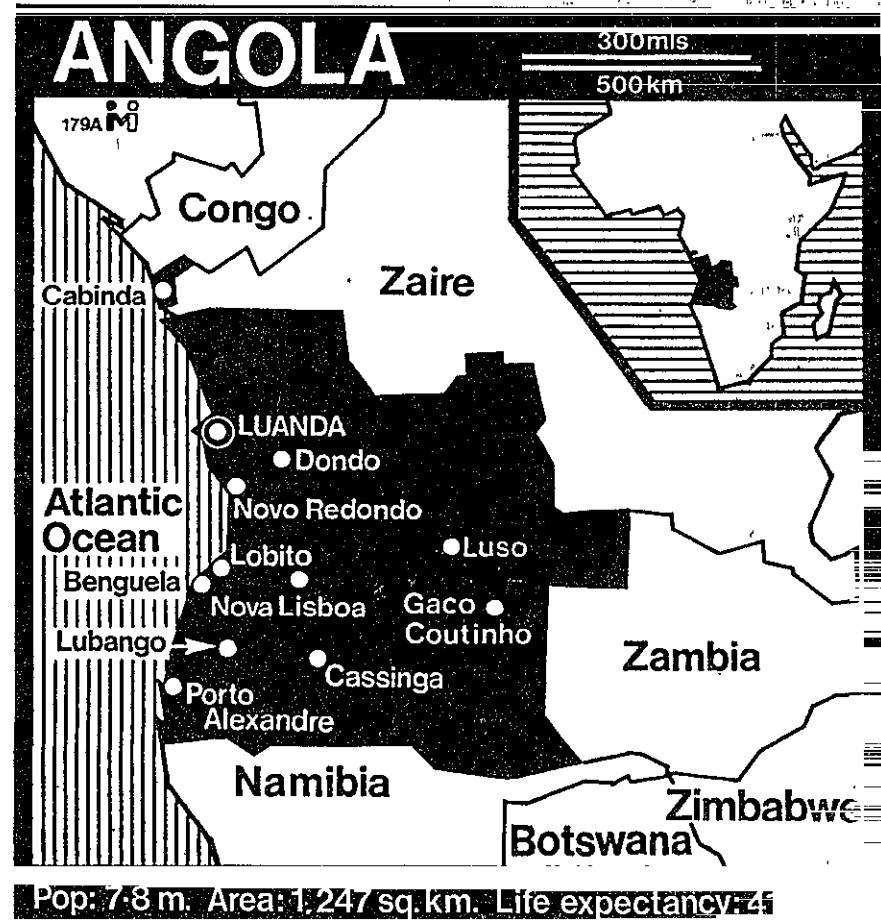 ANGOLA
300mls
500km
179A
Congo
Zaire
Cabinda
LUANDA
Dondo
Novo Redondo
Atlantic
Ocean
Lobito
Luso
Benguela
Nova Lisboa
Gaco
Coutinho
Lubango
Zambia
Cassinga
Porto
Alexandre
Namibia
Zimbabwe
Botswana
Pop: 7·8 m. Area: 1,247 sq. km. Life expectancy: